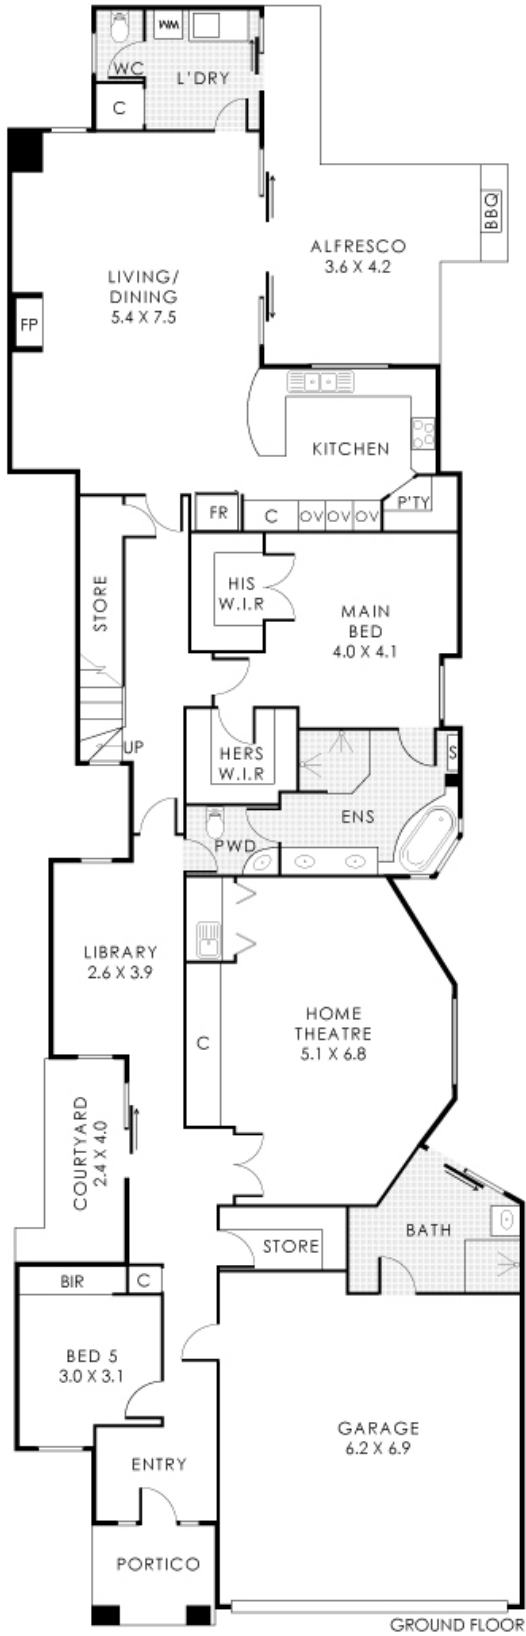 WM
WC
L'DRY
C
BBQ
ALFRESCO
3.6 X 4.2
LIVING/
DINING
5.4 X 7.5
FP
KITCHEN
P'TY
FR
C
OV
OV
OV
STORE
HIS
W.I.R
MAIN
BED
4.0 X 4.1
UP
HERS
W.I.R
S
ENS
PWD
LIBRARY
2.6 X 3.9
HOME
THEATRE
5.1 X 6.8
C
COURTYARD
2.4 X 4.0
BATH
STORE
BIR
C
BED 5
3.0 X 3.1
GARAGE
6.2 X 6.9
ENTRY
PORTICO
GROUND FLOOR